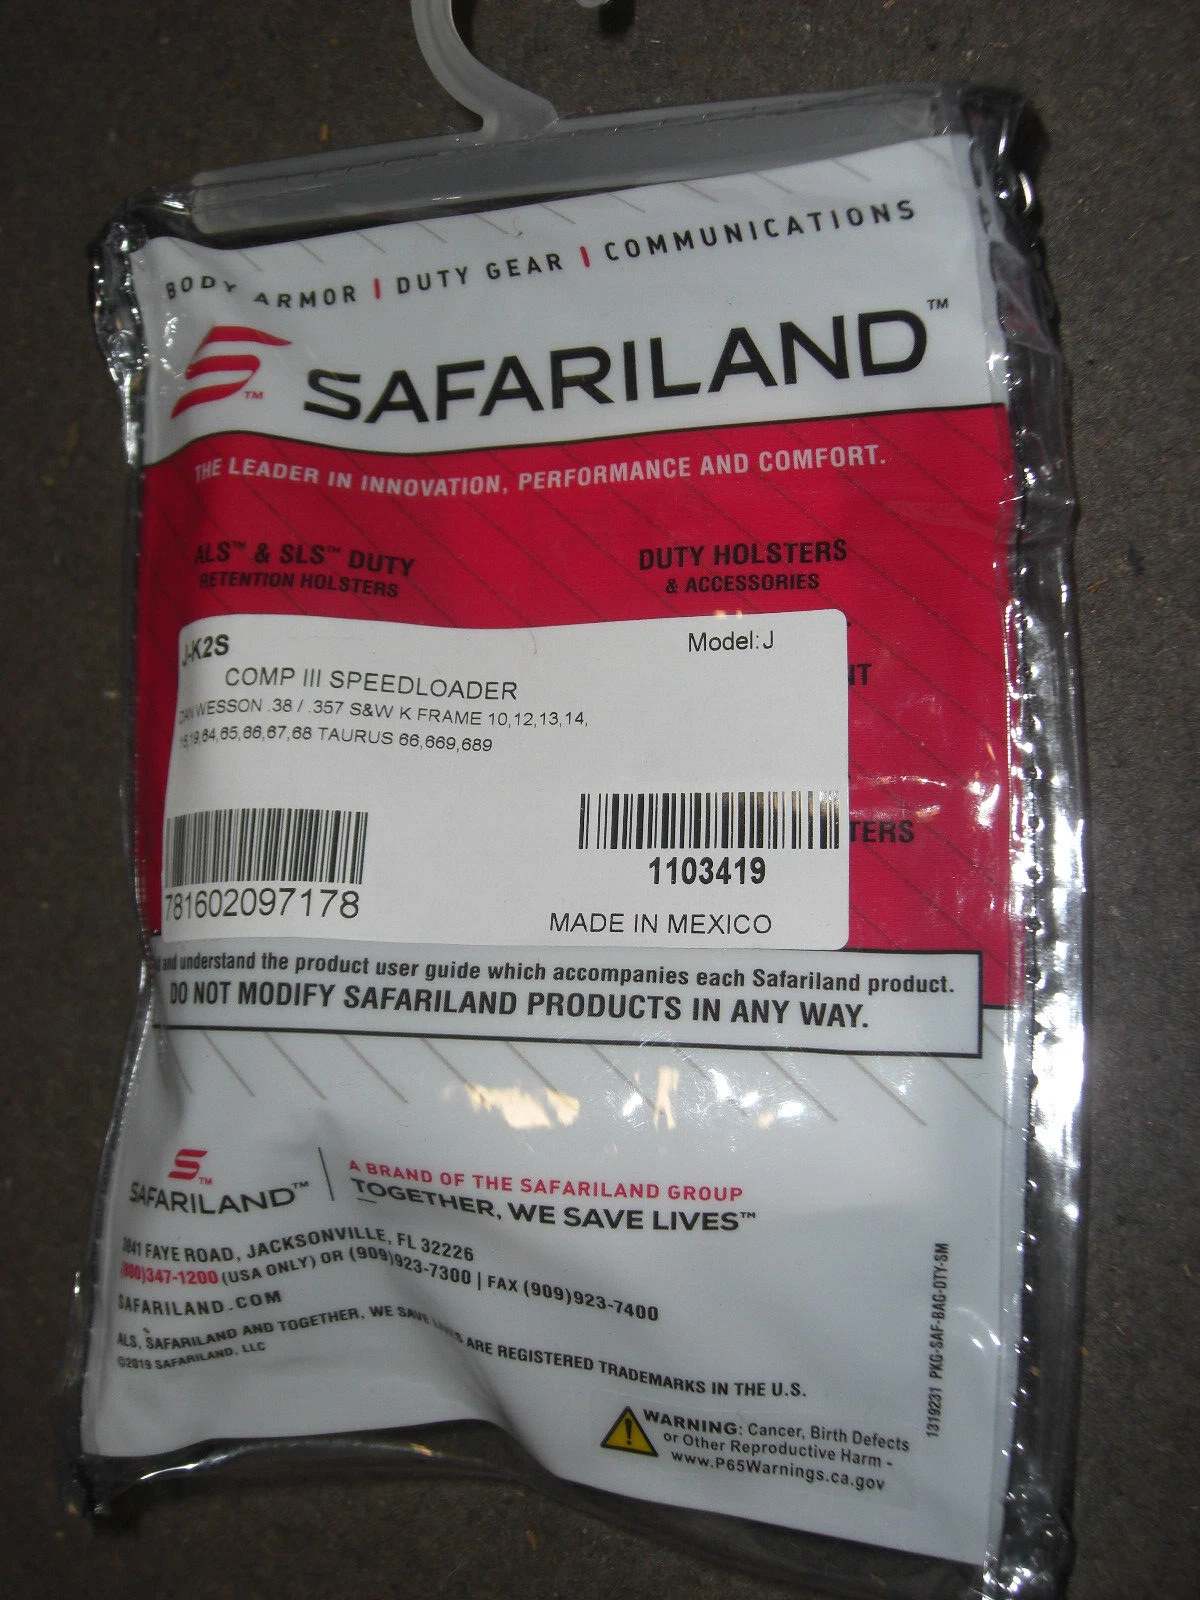 BODY ARMOR | DUTY GEAR | COMMUNICATIONS
SAFARILAND™
THE LEADER IN INNOVATION, PERFORMANCE AND COMFORT.
ALS™ & SLS™ DUTY
RETENTION HOLSTERS
DUTY HOLSTERS
& ACCESSORIES
J-K2S
Model:J
COMP III SPEEDLOADER
DAN WESSON .38 / .357 S&W K FRAME 10,12,13,14,
15,19,64,65,66,67,68 TAURUS 66,669,689
NT
TERS
781602097178
1103419
MADE IN MEXICO
and understand the product user guide which accompanies each Safariland product.
DO NOT MODIFY SAFARILAND PRODUCTS IN ANY WAY.
SAFARILAND™
A BRAND OF THE SAFARILAND GROUP
TOGETHER, WE SAVE LIVES™
3841 FAYE ROAD, JACKSONVILLE, FL 32226
(800)347-1200 (USA ONLY) OR (909)923-7300 | FAX (909)923-7400
SAFARILAND.COM
ALS, SAFARILAND AND TOGETHER, WE SAVE LIVES ARE REGISTERED TRADEMARKS IN THE U.S.
©2019 SAFARILAND, LLC
WARNING: Cancer, Birth Defects
or Other Reproductive Harm -
www.P65Warnings.ca.gov
1319231 PKG-SAF-BAG-DTY-SM